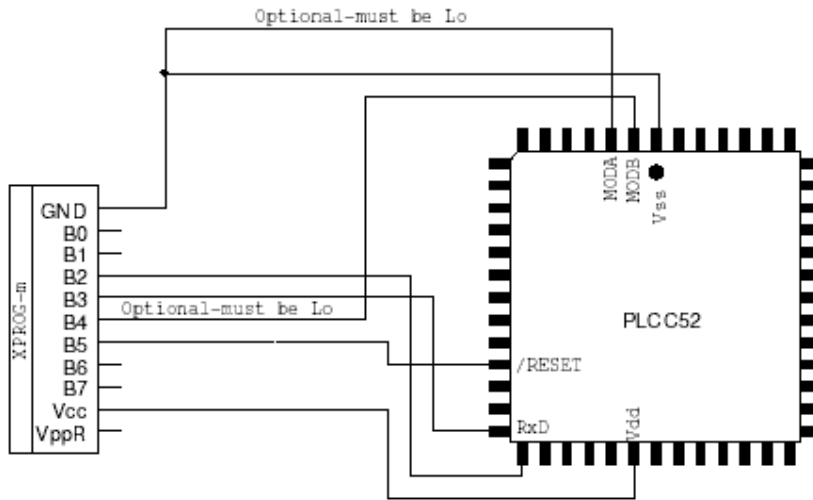 Optional-must be Lo
MODA
MODB
Vss
XPROG-m
GND
B0
B1
B2
B3
Optional-must be Lo
B4
B5
B6
B7
Vcc
VppR
PLCC52
/RESET
RxD
Vdd